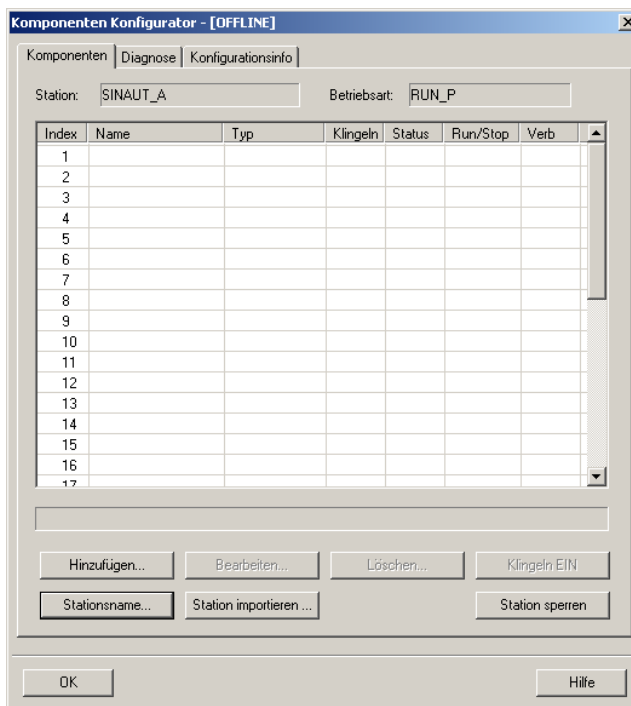 Komponenten Konfigurator - [OFFLINE]
Komponenten Diagnose Konfigurationsinfo
Station: SINAUT_A Betriebsart: RUN_P
Index Name Typ Klingeln Status Run/Stop Verb
1
2
3
4
5
6
7
8
9
10
11
12
13
14
15
16
17
Hinzufügen... Bearbeiten... Löschen... Klingeln EIN
Stationsname... Station importieren ... Station sperren
OK Hilfe